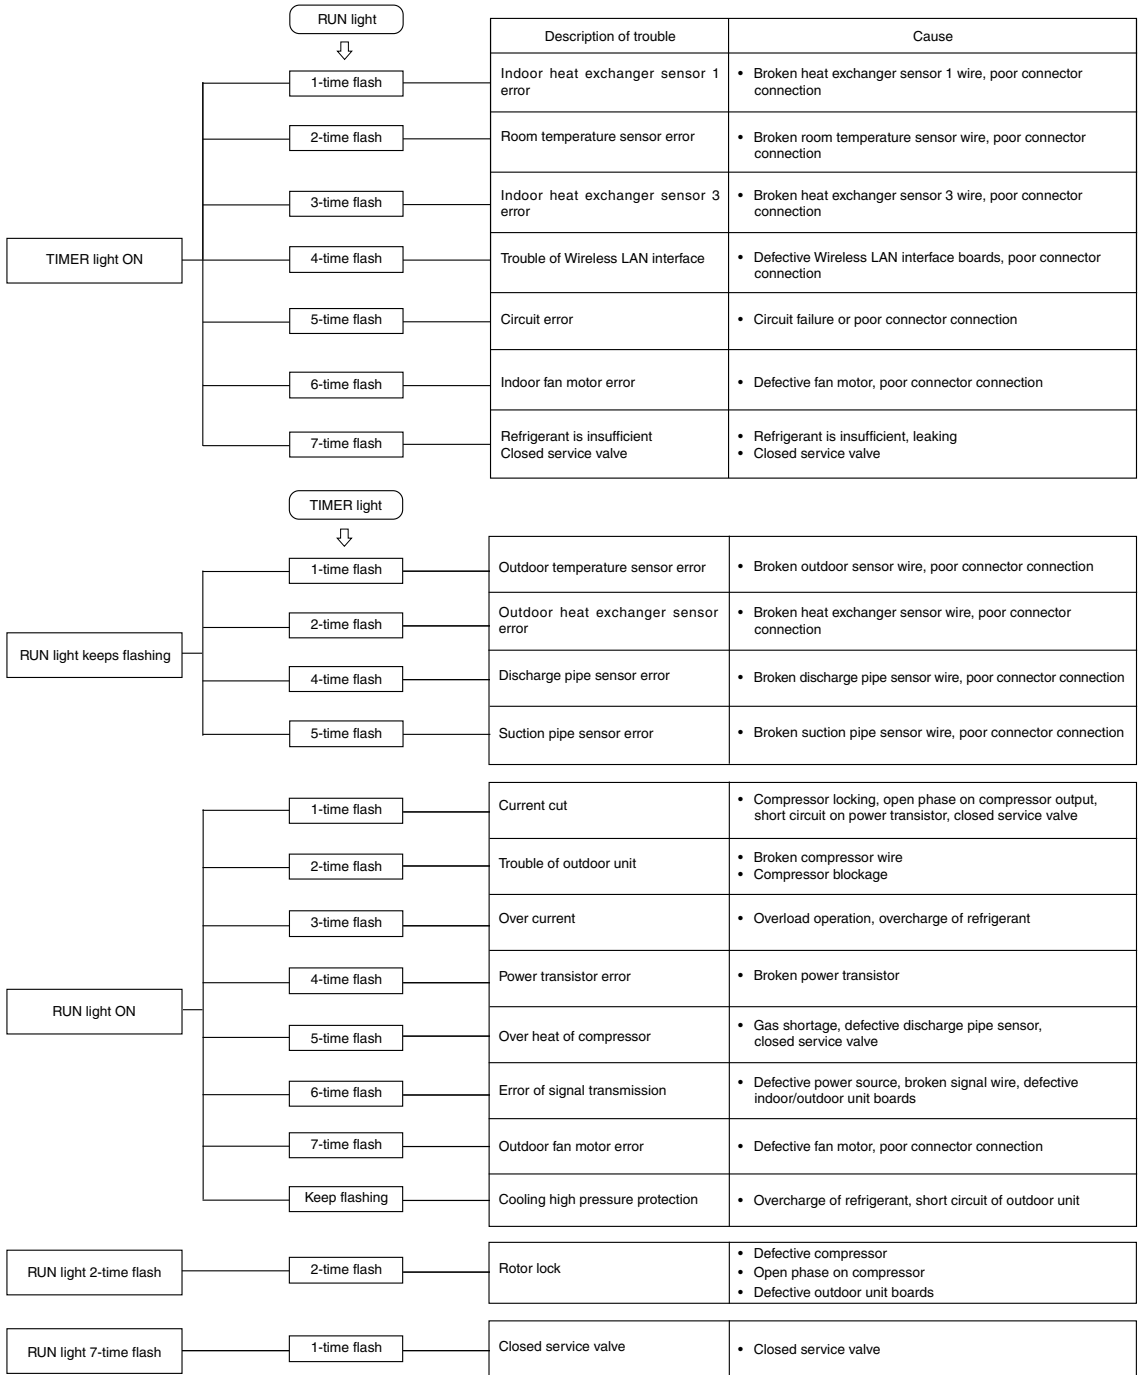 RUN light
Description of trouble
Cause
TIMER light ON
1-time flash
Indoor heat exchanger sensor 1
error
• Broken heat exchanger sensor 1 wire, poor connector
connection
2-time flash
Room temperature sensor error
• Broken room temperature sensor wire, poor connector
connection
3-time flash
Indoor heat exchanger sensor 3
error
• Broken heat exchanger sensor 3 wire, poor connector
connection
4-time flash
Trouble of Wireless LAN interface
• Defective Wireless LAN interface boards, poor connector
connection
5-time flash
Circuit error
• Circuit failure or poor connector connection
6-time flash
Indoor fan motor error
• Defective fan motor, poor connector connection
7-time flash
Refrigerant is insufficient
Closed service valve
• Refrigerant is insufficient, leaking
• Closed service valve
TIMER light
RUN light keeps flashing
1-time flash
Outdoor temperature sensor error
• Broken outdoor sensor wire, poor connector connection
2-time flash
Outdoor heat exchanger sensor
error
• Broken heat exchanger sensor wire, poor connector
connection
4-time flash
Discharge pipe sensor error
• Broken discharge pipe sensor wire, poor connector connection
5-time flash
Suction pipe sensor error
• Broken suction pipe sensor wire, poor connector connection
RUN light ON
1-time flash
Current cut
• Compressor locking, open phase on compressor output,
short circuit on power transistor, closed service valve
2-time flash
Trouble of outdoor unit
• Broken compressor wire
• Compressor blockage
3-time flash
Over current
• Overload operation, overcharge of refrigerant
4-time flash
Power transistor error
• Broken power transistor
5-time flash
Over heat of compressor
• Gas shortage, defective discharge pipe sensor,
closed service valve
6-time flash
Error of signal transmission
• Defective power source, broken signal wire, defective
indoor/outdoor unit boards
7-time flash
Outdoor fan motor error
• Defective fan motor, poor connector connection
Keep flashing
Cooling high pressure protection
• Overcharge of refrigerant, short circuit of outdoor unit
RUN light 2-time flash
2-time flash
Rotor lock
• Defective compressor
• Open phase on compressor
• Defective outdoor unit boards
RUN light 7-time flash
1-time flash
Closed service valve
• Closed service valve